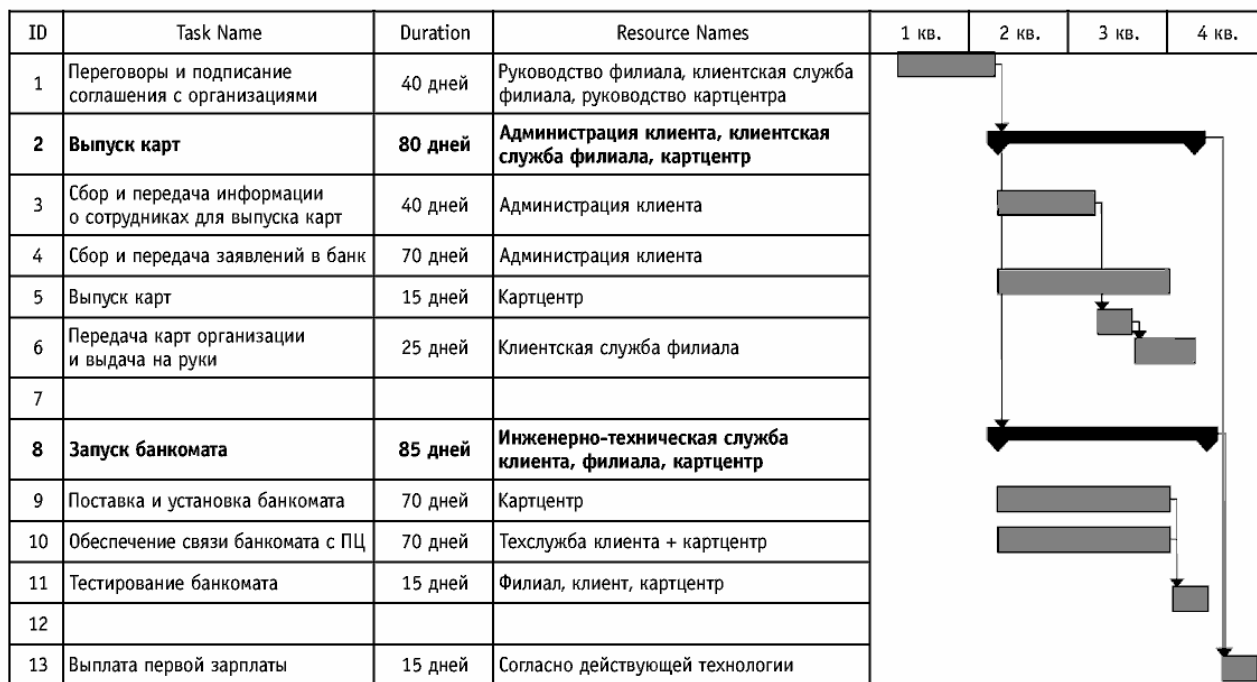 ID Task Name Duration Resource Names 1 кв. 2 кв. 3 кв. 4 кв.
1 Переговоры и подписание соглашения с организациями 40 дней Руководство филиала, клиентская служба филиала, руководство картцентра
2 Выпуск карт 80 дней Администрация клиента, клиентская служба филиала, картцентр
3 Сбор и передача информации о сотрудниках для выпуска карт 40 дней Администрация клиента
4 Сбор и передача заявлений в банк 70 дней Администрация клиента
5 Выпуск карт 15 дней Картцентр
6 Передача карт организации и выдача на руки 25 дней Клиентская служба филиала
7
8 Запуск банкомата 85 дней Инженерно-техническая служба клиента, филиала, картцентр
9 Поставка и установка банкомата 70 дней Картцентр
10 Обеспечение связи банкомата с ПЦ 70 дней Техслужба клиента + картцентр
11 Тестирование банкомата 15 дней Филиал, клиент, картцентр
12
13 Выплата первой зарплаты 15 дней Согласно действующей технологии